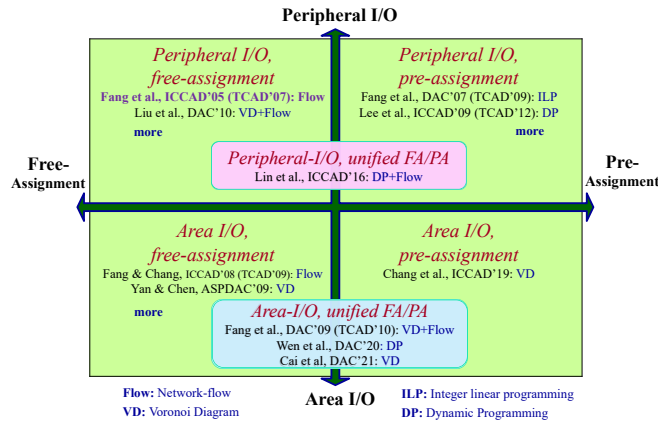 Peripheral I/O
Peripheral I/O,
free-assignment
Fang et al., ICCAD'05 (TCAD'07): Flow
Liu et al., DAC'10: VD+Flow
more
Peripheral I/O,
pre-assignment
Fang et al., DAC'07 (TCAD'09): ILP
Lee et al., ICCAD'09 (TCAD'12): DP
more
Peripheral-I/O, unified FA/PA
Lin et al., ICCAD'16: DP+Flow
Free-
Assignment
Pre-
Assignment
Area I/O,
free-assignment
Fang & Chang, ICCAD'08 (TCAD'09): Flow
Yan & Chen, ASPDAC'09: VD
more
Area I/O,
pre-assignment
Chang et al., ICCAD'19: VD
Area-I/O, unified FA/PA
Fang et al., DAC'09 (TCAD'10): VD+Flow
Wen et al., DAC'20: DP
Cai et al, DAC'21: VD
Flow: Network-flow
VD: Voronoi Diagram
Area I/O
ILP: Integer linear programming
DP: Dynamic Programming